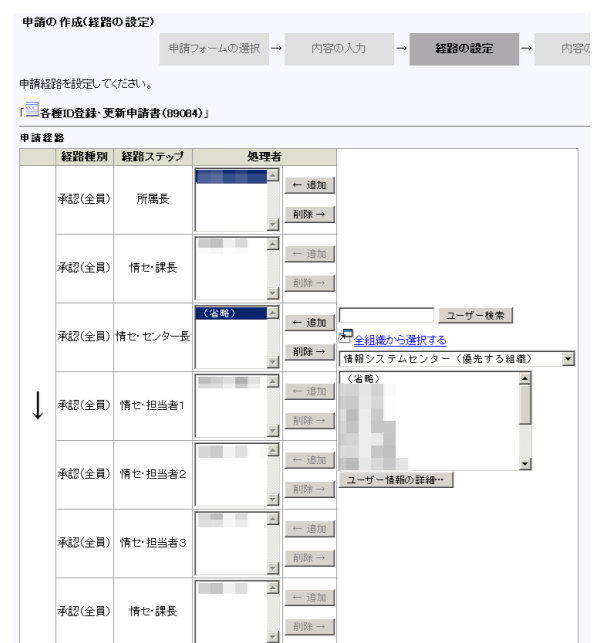 申請の作成(経路の設定)
申請フォームの選択 → 内容の入力 → 経路の設定 → 内容の
申請経路を設定してください。
「各種ID登録・更新申請書(89084)」
申請経路
経路種別 経路ステップ 処理者
承認(全員) 所属長 ← 追加
削除 →
承認(全員) 情セ・課長 ← 追加
削除 →
承認(全員) 情セ・センター長 (省略) ← 追加
削除 →
ユーザー検索
全組織から選択する
情報システムセンター(優先する組織)
(省略)
ユーザー情報の詳細…
↓
承認(全員) 情セ・担当者1 ← 追加
削除 →
承認(全員) 情セ・担当者2 ← 追加
削除 →
承認(全員) 情セ・担当者3 ← 追加
削除 →
承認(全員) 情セ・課長 ← 追加
削除 →